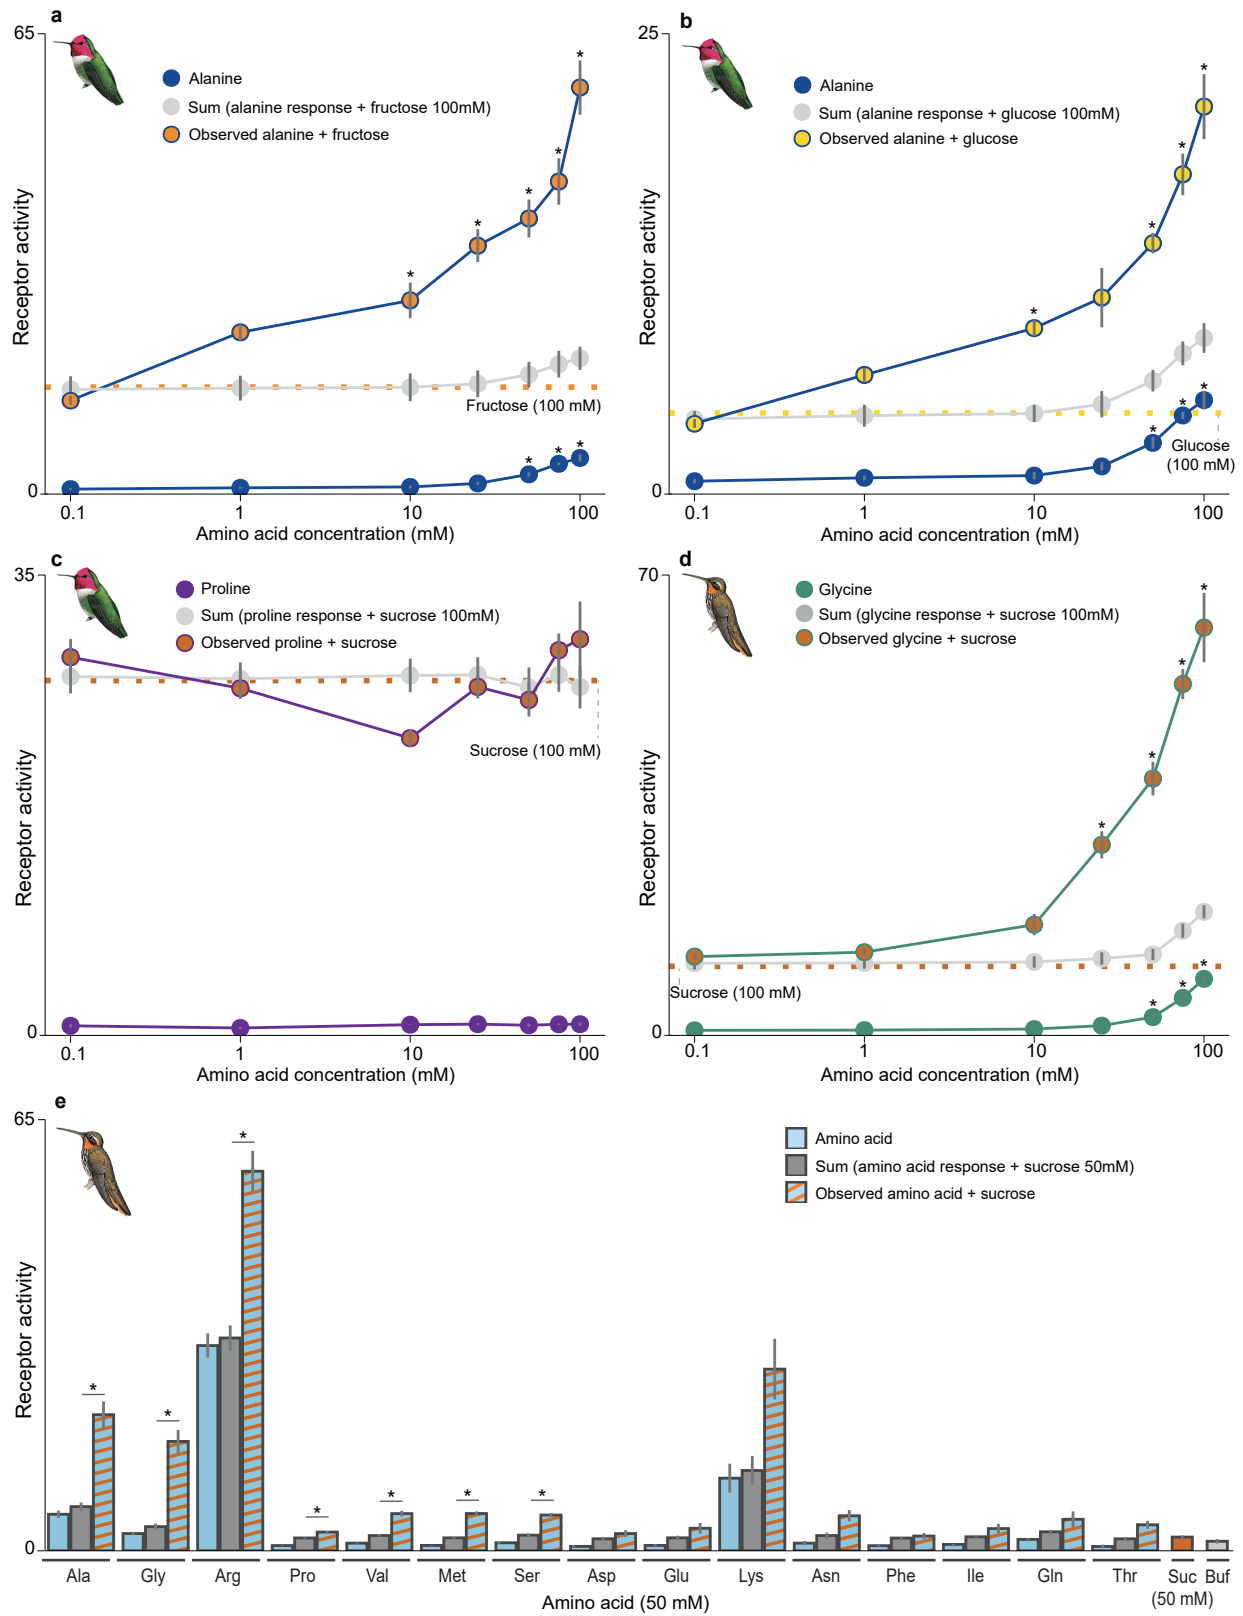 a
65
Alanine
Sum (alanine response + fructose 100mM)
Observed alanine + fructose
*
*
*
*
*
Receptor activity
Fructose (100 mM)
*
*
*
0
0.1
1
10
100
Amino acid concentration (mM)
b
25
Alanine
Sum (alanine response + glucose 100mM)
Observed alanine + glucose
*
*
*
*
Receptor activity
Glucose
(100 mM)
*
*
*
0
0.1
1
10
100
Amino acid concentration (mM)
c
35
Proline
Sum (proline response + sucrose 100mM)
Observed proline + sucrose
Sucrose (100 mM)
Receptor activity
0
0.1
1
10
100
Amino acid concentration (mM)
d
70
Glycine
Sum (glycine response + sucrose 100mM)
Observed glycine + sucrose
*
*
*
*
Receptor activity
Sucrose (100 mM)
*
*
*
0
0.1
1
10
100
Amino acid concentration (mM)
e
65
Amino acid
Sum (amino acid response + sucrose 50mM)
Observed amino acid + sucrose
*
*
*
*
*
*
*
Receptor activity
0
Ala Gly Arg Pro Val Met Ser Asp Glu Lys Asn Phe Ile Gln Thr Suc Buf
(50 mM)
Amino acid (50 mM)